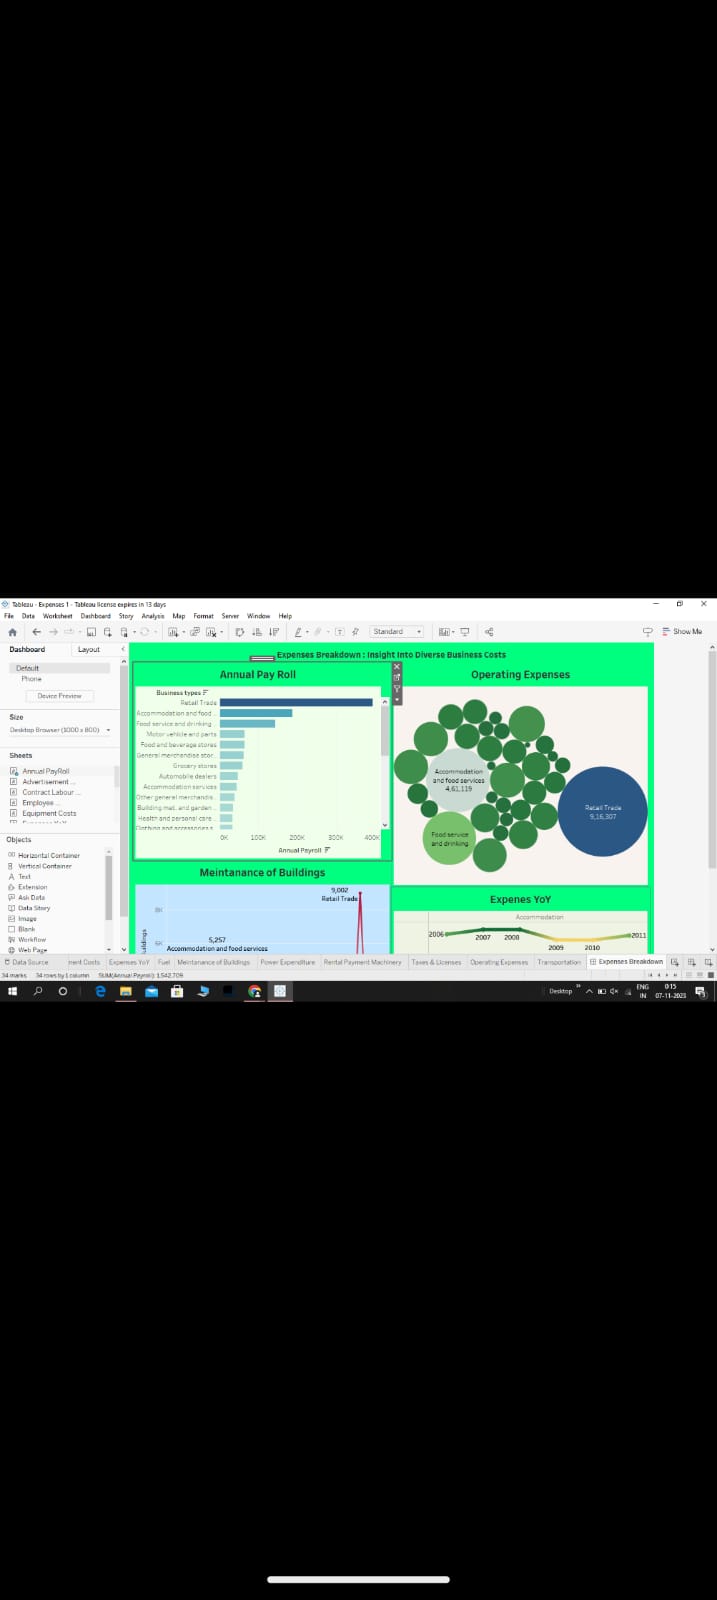 Tableau - Expenses 1 - Tableau license expires in 13 days
File Data Worksheet Dashboard Story Analysis Map Format Server Window Help
Standard
Show Me
Dashboard Layout
Default
Phone
Device Preview
Size
Desktop Browser (1000 x 800)
Sheets
Annual PayRoll
Advertisement ...
Contract Labour ...
Employee ...
Equipment Costs
Objects
Horizontal Container
Vertical Container
A Text
Extension
Ask Data
Data Story
Image
Blank
Workflow
Web Page
Expenses Breakdown : Insight Into Diverse Business Costs
Annual Pay Roll
Business types
Retail Trade
Accommodation and food ..
Food service and drinking ..
Motor vehicle and parts
Food and beverage stores
General merchandise stor..
Grocery stores
Automobile dealers
Accommodation services
Other general merchandis..
Building mat. and garden ..
Health and personal care ..
Clothing and accessories s..
0K 100K 200K 300K 400K
Annual Payroll
Operating Expenses
Accommodation
and food services
4,61,119
Retail Trade
9,16,307
Food service
and drinking
Meintanance of Buildings
9,002
Retail Trade
8K
5,257
6K
Accommodation and food services
uildings
Expenes YoY
Accommodation
2006
2007
2008
2009
2010
2011
Data Source
ment Costs Expenses YoY Fuel Meintanance of Buildings Power Expenditure Rental Payment Machinery Taxes & Licenses Operating Expenses Transportation Expenses Breakdown
34 marks 34 rows by 1 column SUM(Annual Payroll): 1,542,709
Desktop
ENG
IN
0:15
07-11-2023